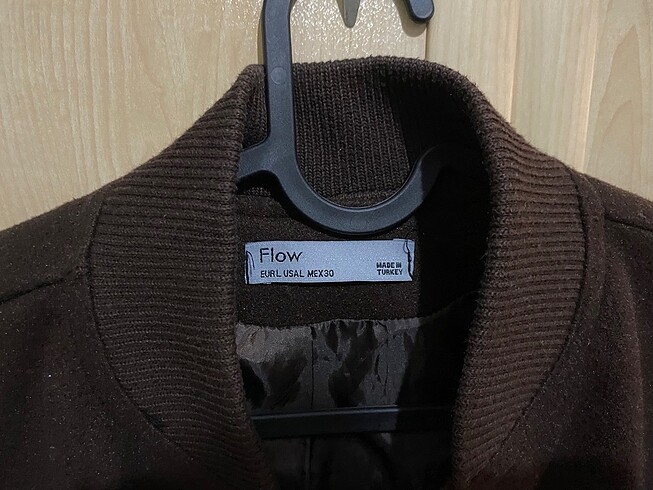 Flow
EUR L USA L MEX 30
MADE IN
TURKEY